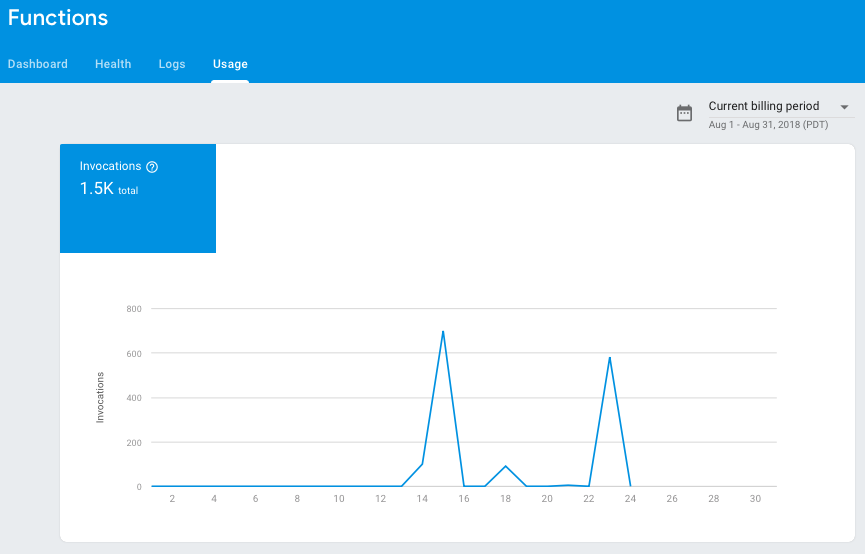 Functions
Dashboard Health Logs Usage
Current billing period
Aug 1 - Aug 31, 2018 (PDT)
Invocations
1.5K total
800
600
400
200
0
Invocations
2 4 6 8 10 12 14 16 18 20 22 24 26 28 30